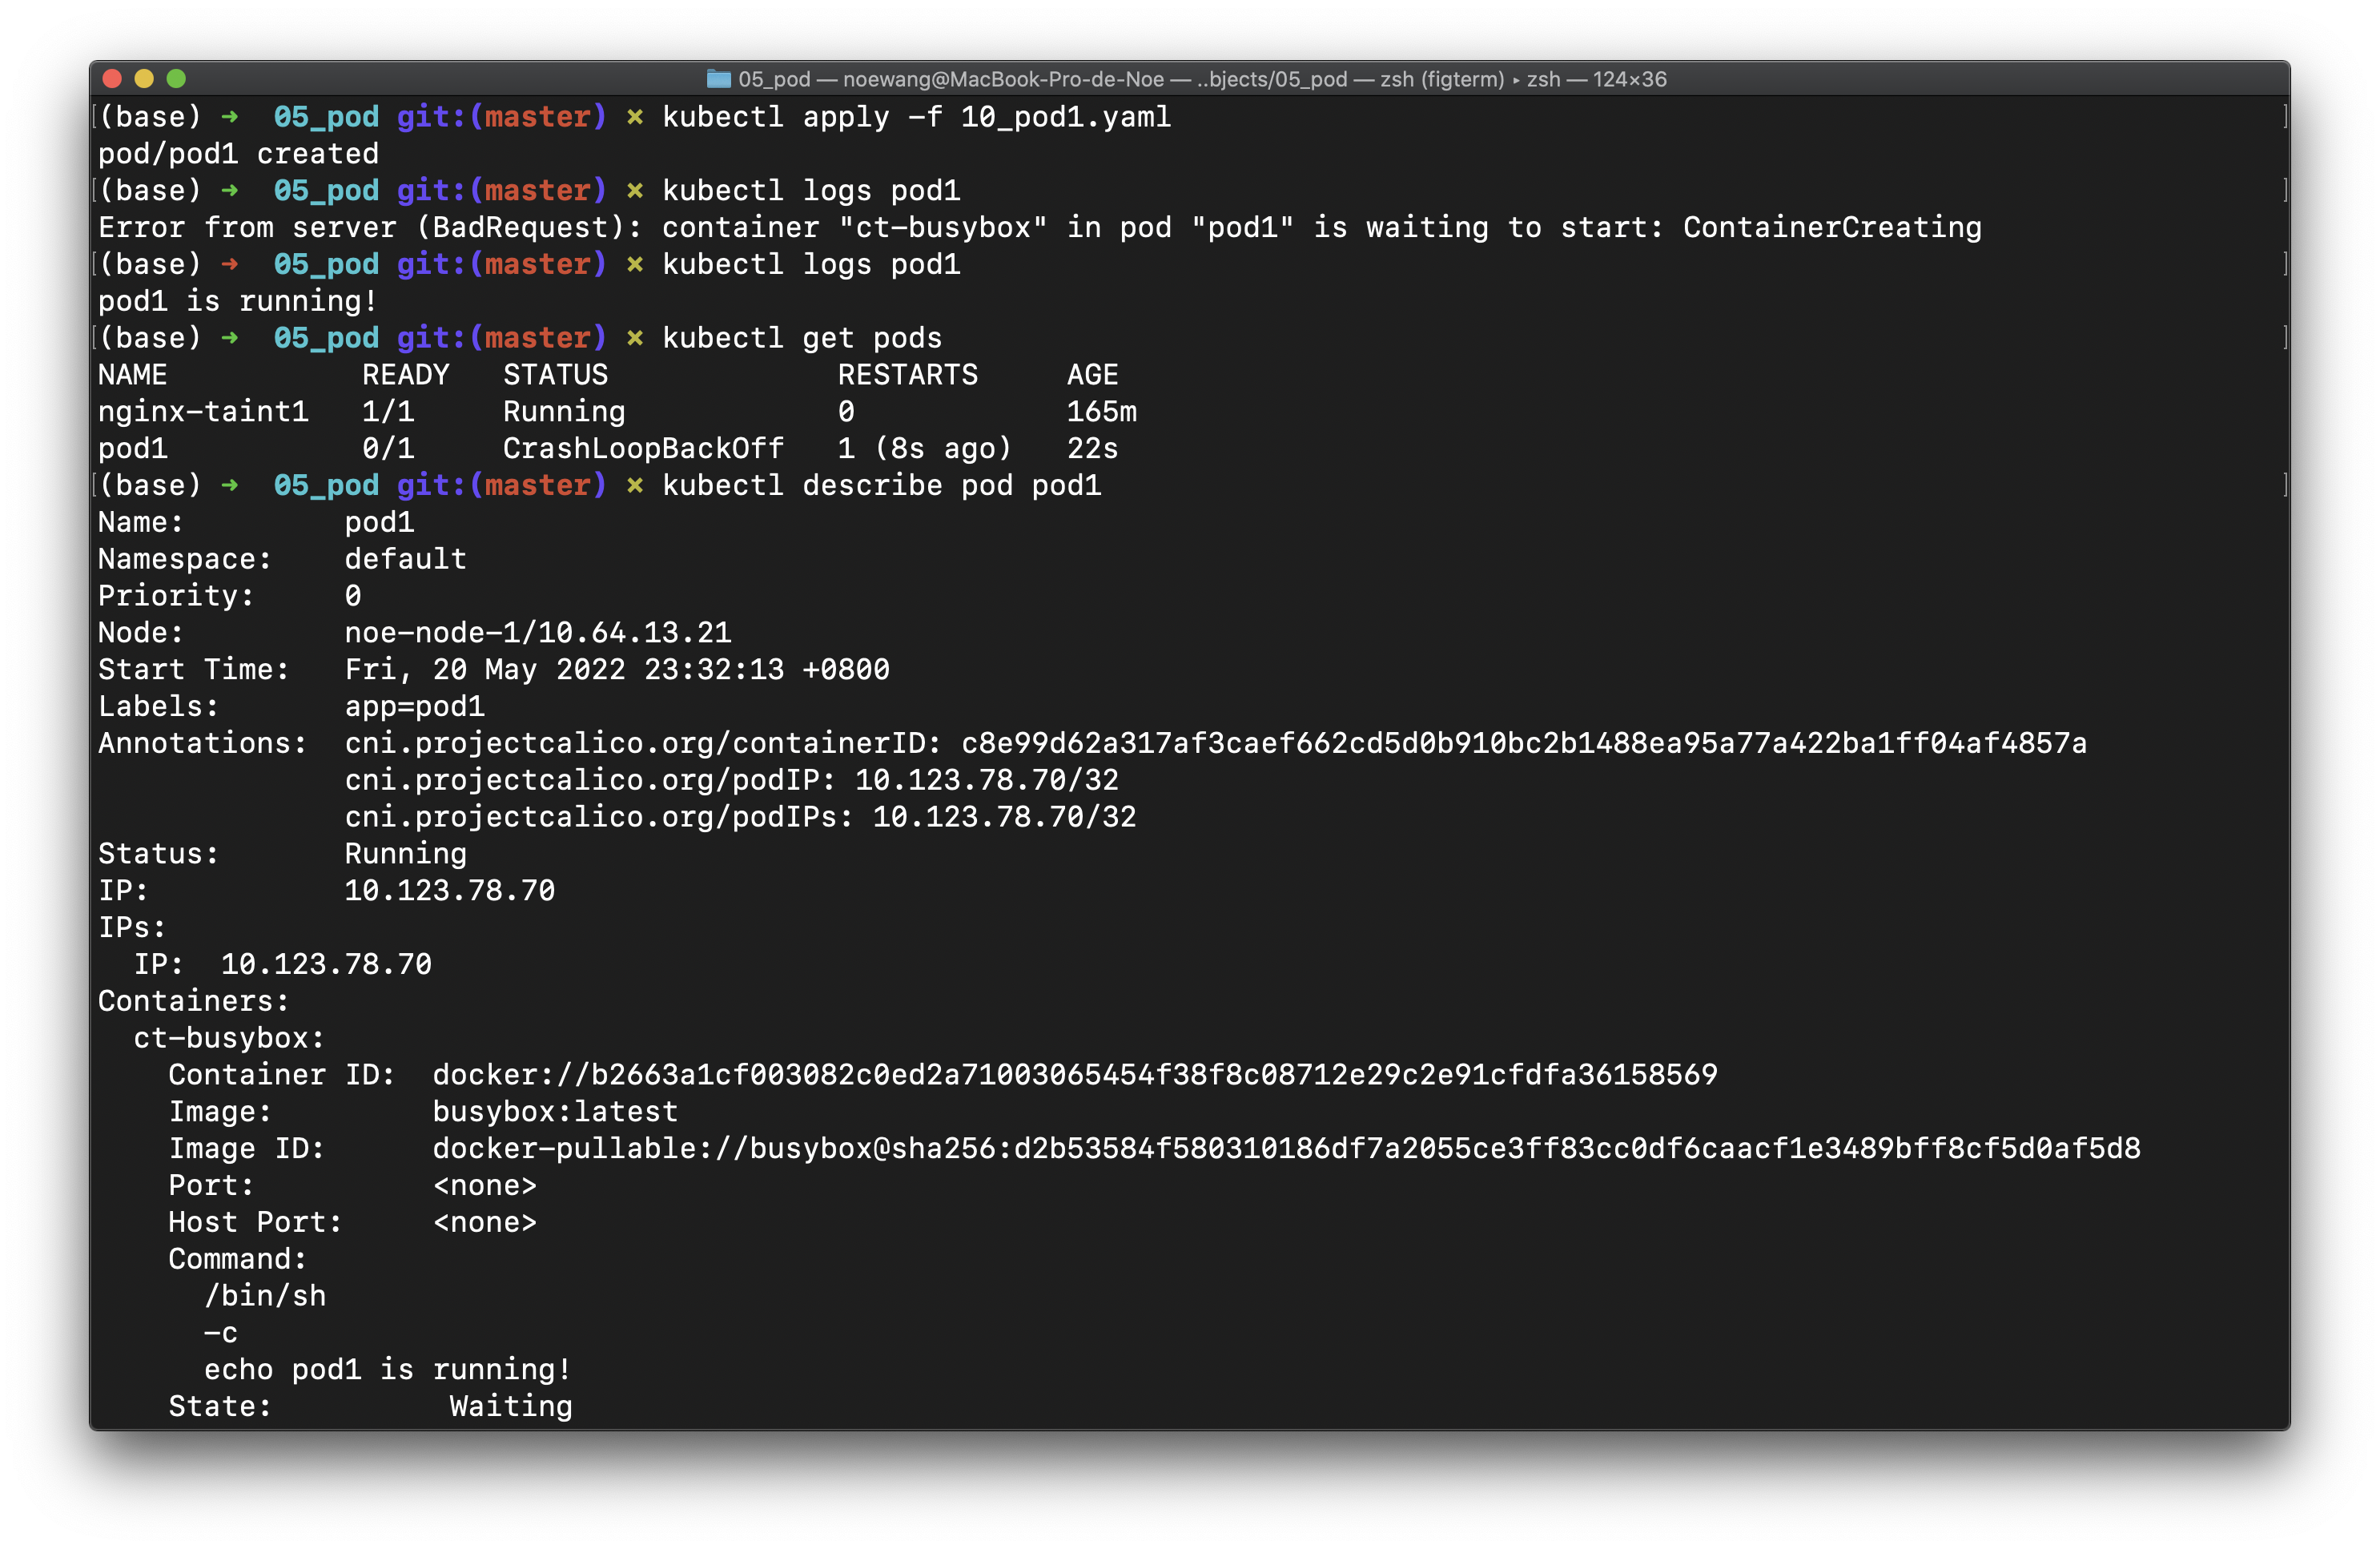 05_pod — noewang@MacBook-Pro-de-Noe — ..bjects/05_pod — zsh (figterm) ▸ zsh — 124×36
(base) ➜  05_pod git:(master) ✗ kubectl apply -f 10_pod1.yaml
pod/pod1 created
(base) ➜  05_pod git:(master) ✗ kubectl logs pod1
Error from server (BadRequest): container "ct-busybox" in pod "pod1" is waiting to start: ContainerCreating
(base) ➜  05_pod git:(master) ✗ kubectl logs pod1
pod1 is running!
(base) ➜  05_pod git:(master) ✗ kubectl get pods
NAME           READY   STATUS             RESTARTS     AGE
nginx-taint1   1/1     Running            0            165m
pod1           0/1     CrashLoopBackOff   1 (8s ago)   22s
(base) ➜  05_pod git:(master) ✗ kubectl describe pod pod1
Name:         pod1
Namespace:    default
Priority:     0
Node:         noe-node-1/10.64.13.21
Start Time:   Fri, 20 May 2022 23:32:13 +0800
Labels:       app=pod1
Annotations:  cni.projectcalico.org/containerID: c8e99d62a317af3caef662cd5d0b910bc2b1488ea95a77a422ba1ff04af4857a
              cni.projectcalico.org/podIP: 10.123.78.70/32
              cni.projectcalico.org/podIPs: 10.123.78.70/32
Status:       Running
IP:           10.123.78.70
IPs:
  IP:  10.123.78.70
Containers:
  ct-busybox:
    Container ID:  docker://b2663a1cf003082c0ed2a71003065454f38f8c08712e29c2e91cfdfa36158569
    Image:         busybox:latest
    Image ID:      docker-pullable://busybox@sha256:d2b53584f580310186df7a2055ce3ff83cc0df6caacf1e3489bff8cf5d0af5d8
    Port:          <none>
    Host Port:     <none>
    Command:
      /bin/sh
      -c
      echo pod1 is running!
    State:          Waiting